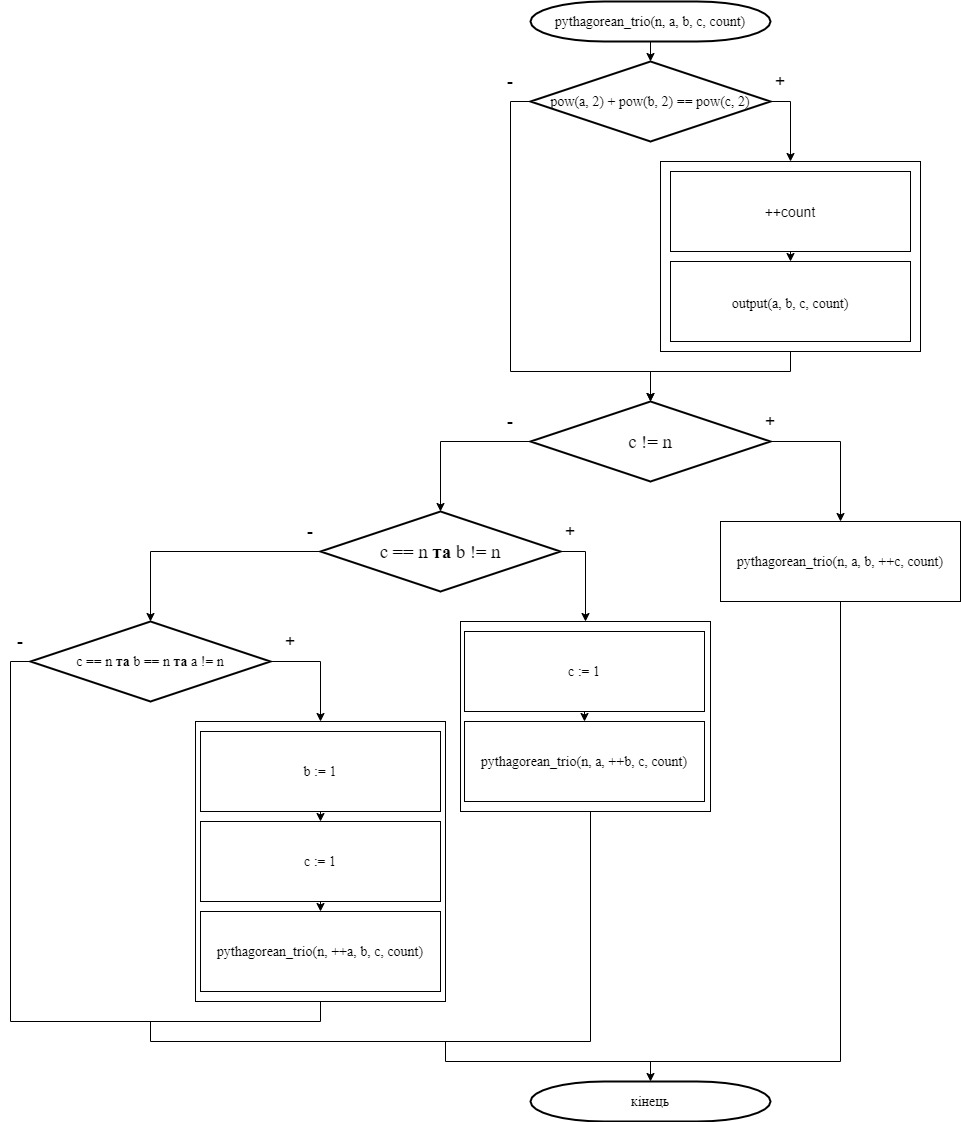 pythagorean_trio(n, a, b, c, count)
-
+
pow(a, 2) + pow(b, 2) == pow(c, 2)
++count
output(a, b, c, count)
-
+
c != n
-
+
c == n та b != n
pythagorean_trio(n, a, b, ++c, count)
-
+
c == n та b == n та a != n
c := 1
pythagorean_trio(n, a, ++b, c, count)
b := 1
c := 1
pythagorean_trio(n, ++a, b, c, count)
кінець